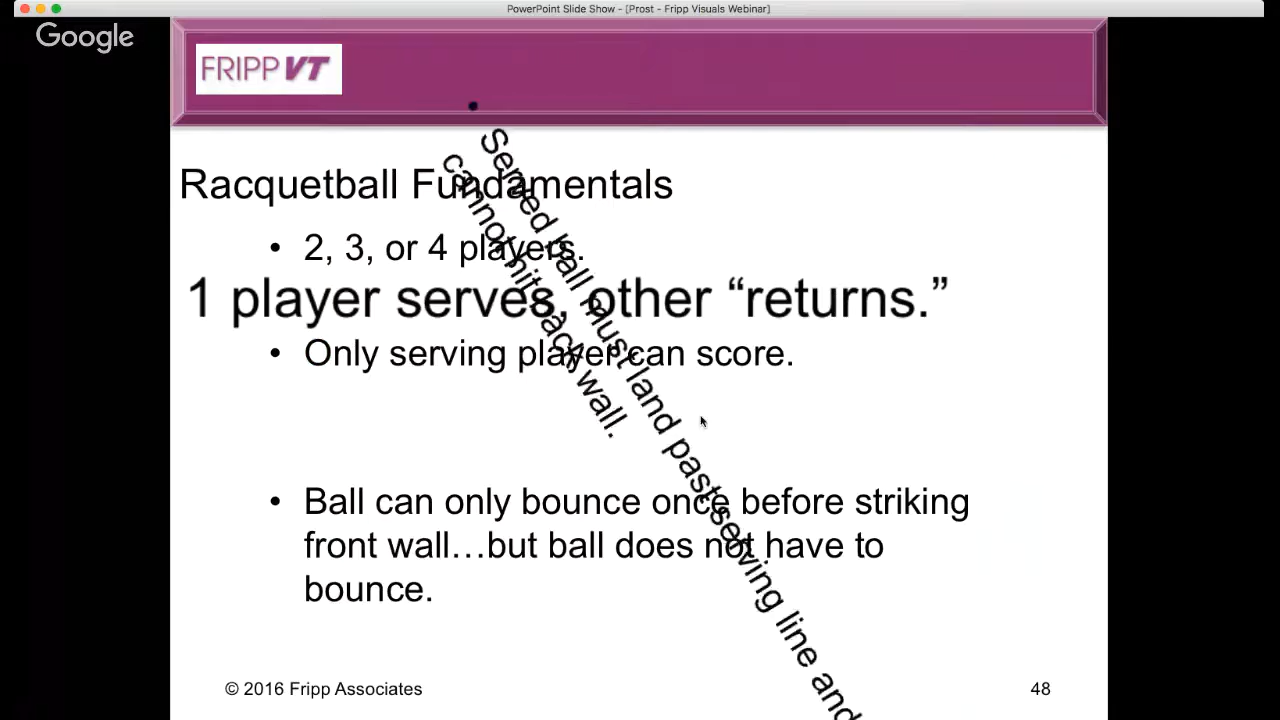 PowerPoint Slide Show - [Prost - Fripp Visuals Webinar]
Google
FRIPP VT
Racquetball Fundamentals
• 2, 3, or 4 players.
1 player serves, other “returns.”
• Only serving player can score.
• Served ball must land past serving line and
cannot hit back wall.
• Ball can only bounce once before striking
front wall…but ball does not have to
bounce.
© 2016 Fripp Associates
48